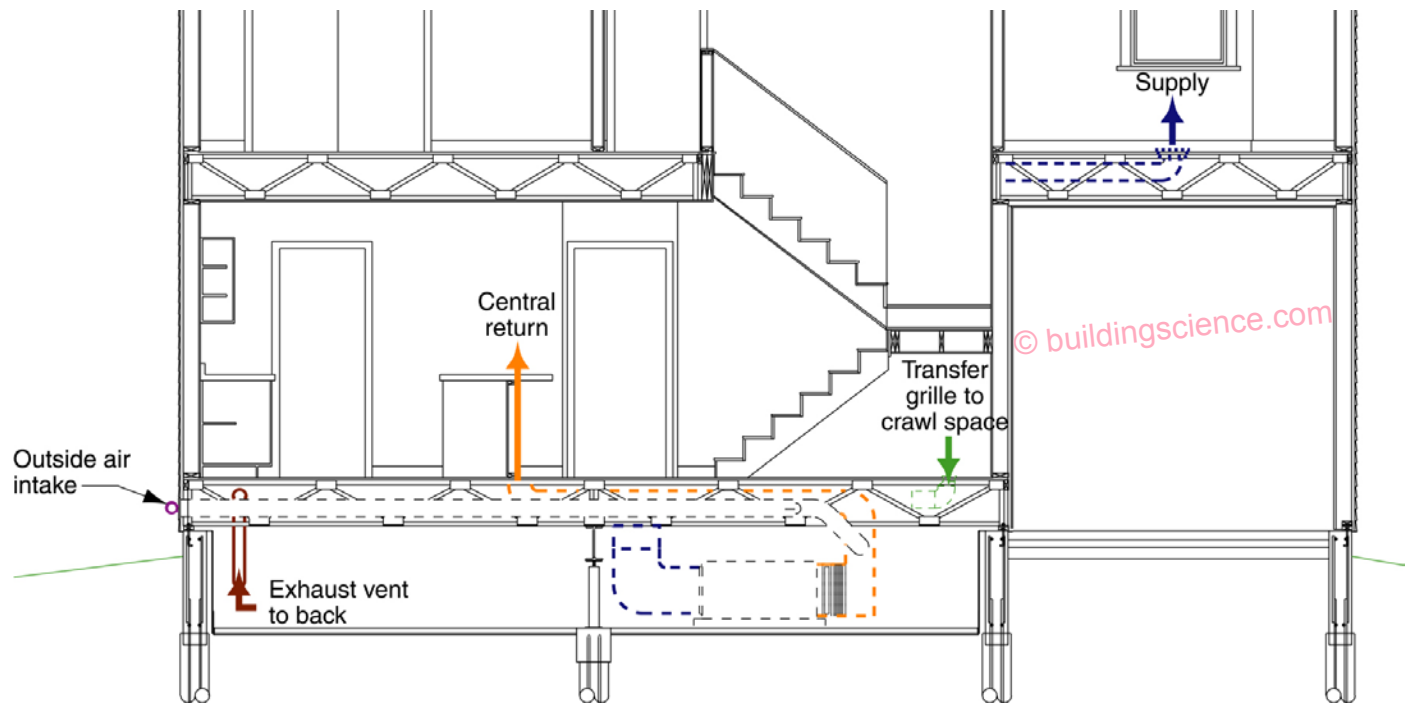 Supply
Central
return
© buildingscience.com
Transfer
grille to
crawl space
Outside air
intake
Exhaust vent
to back